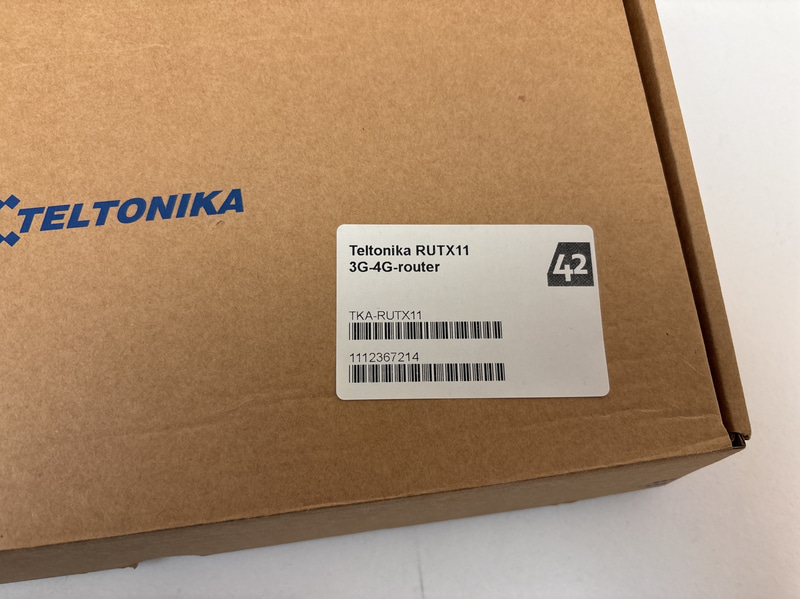 TELTONIKA
Teltonika RUTX11
3G-4G-router
42
TKA-RUTX11
1112367214